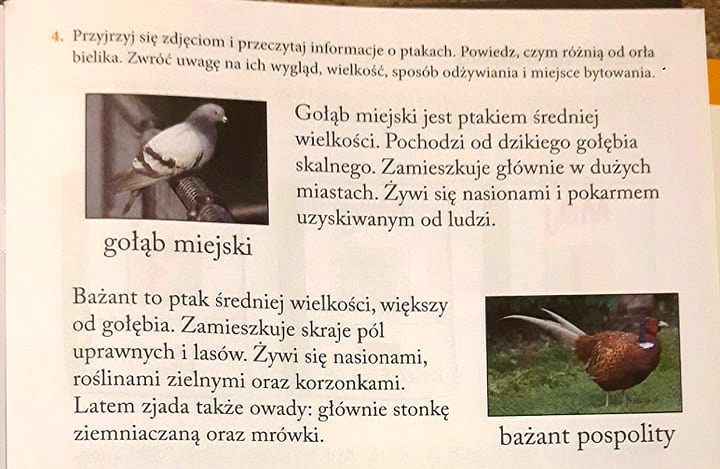 4. Przyjrzyj się zdjęciom i przeczytaj informacje o ptakach. Powiedz, czym różnią od orła
bielika. Zwróć uwagę na ich wygląd, wielkość, sposób odżywiania i miejsce bytowania.
Gołąb miejski jest ptakiem średniej
wielkości. Pochodzi od dzikiego gołębia
skalnego. Zamieszkuje głównie w dużych
miastach. Żywi się nasionami i pokarmem
uzyskiwanym od ludzi.
gołąb miejski
Bażant to ptak średniej wielkości, większy
od gołębia. Zamieszkuje skraje pól
uprawnych i lasów. Żywi się nasionami,
roślinami zielnymi oraz korzonkami.
Latem zjada także owady: głównie stonkę
ziemniaczaną oraz mrówki.
bażant pospolity